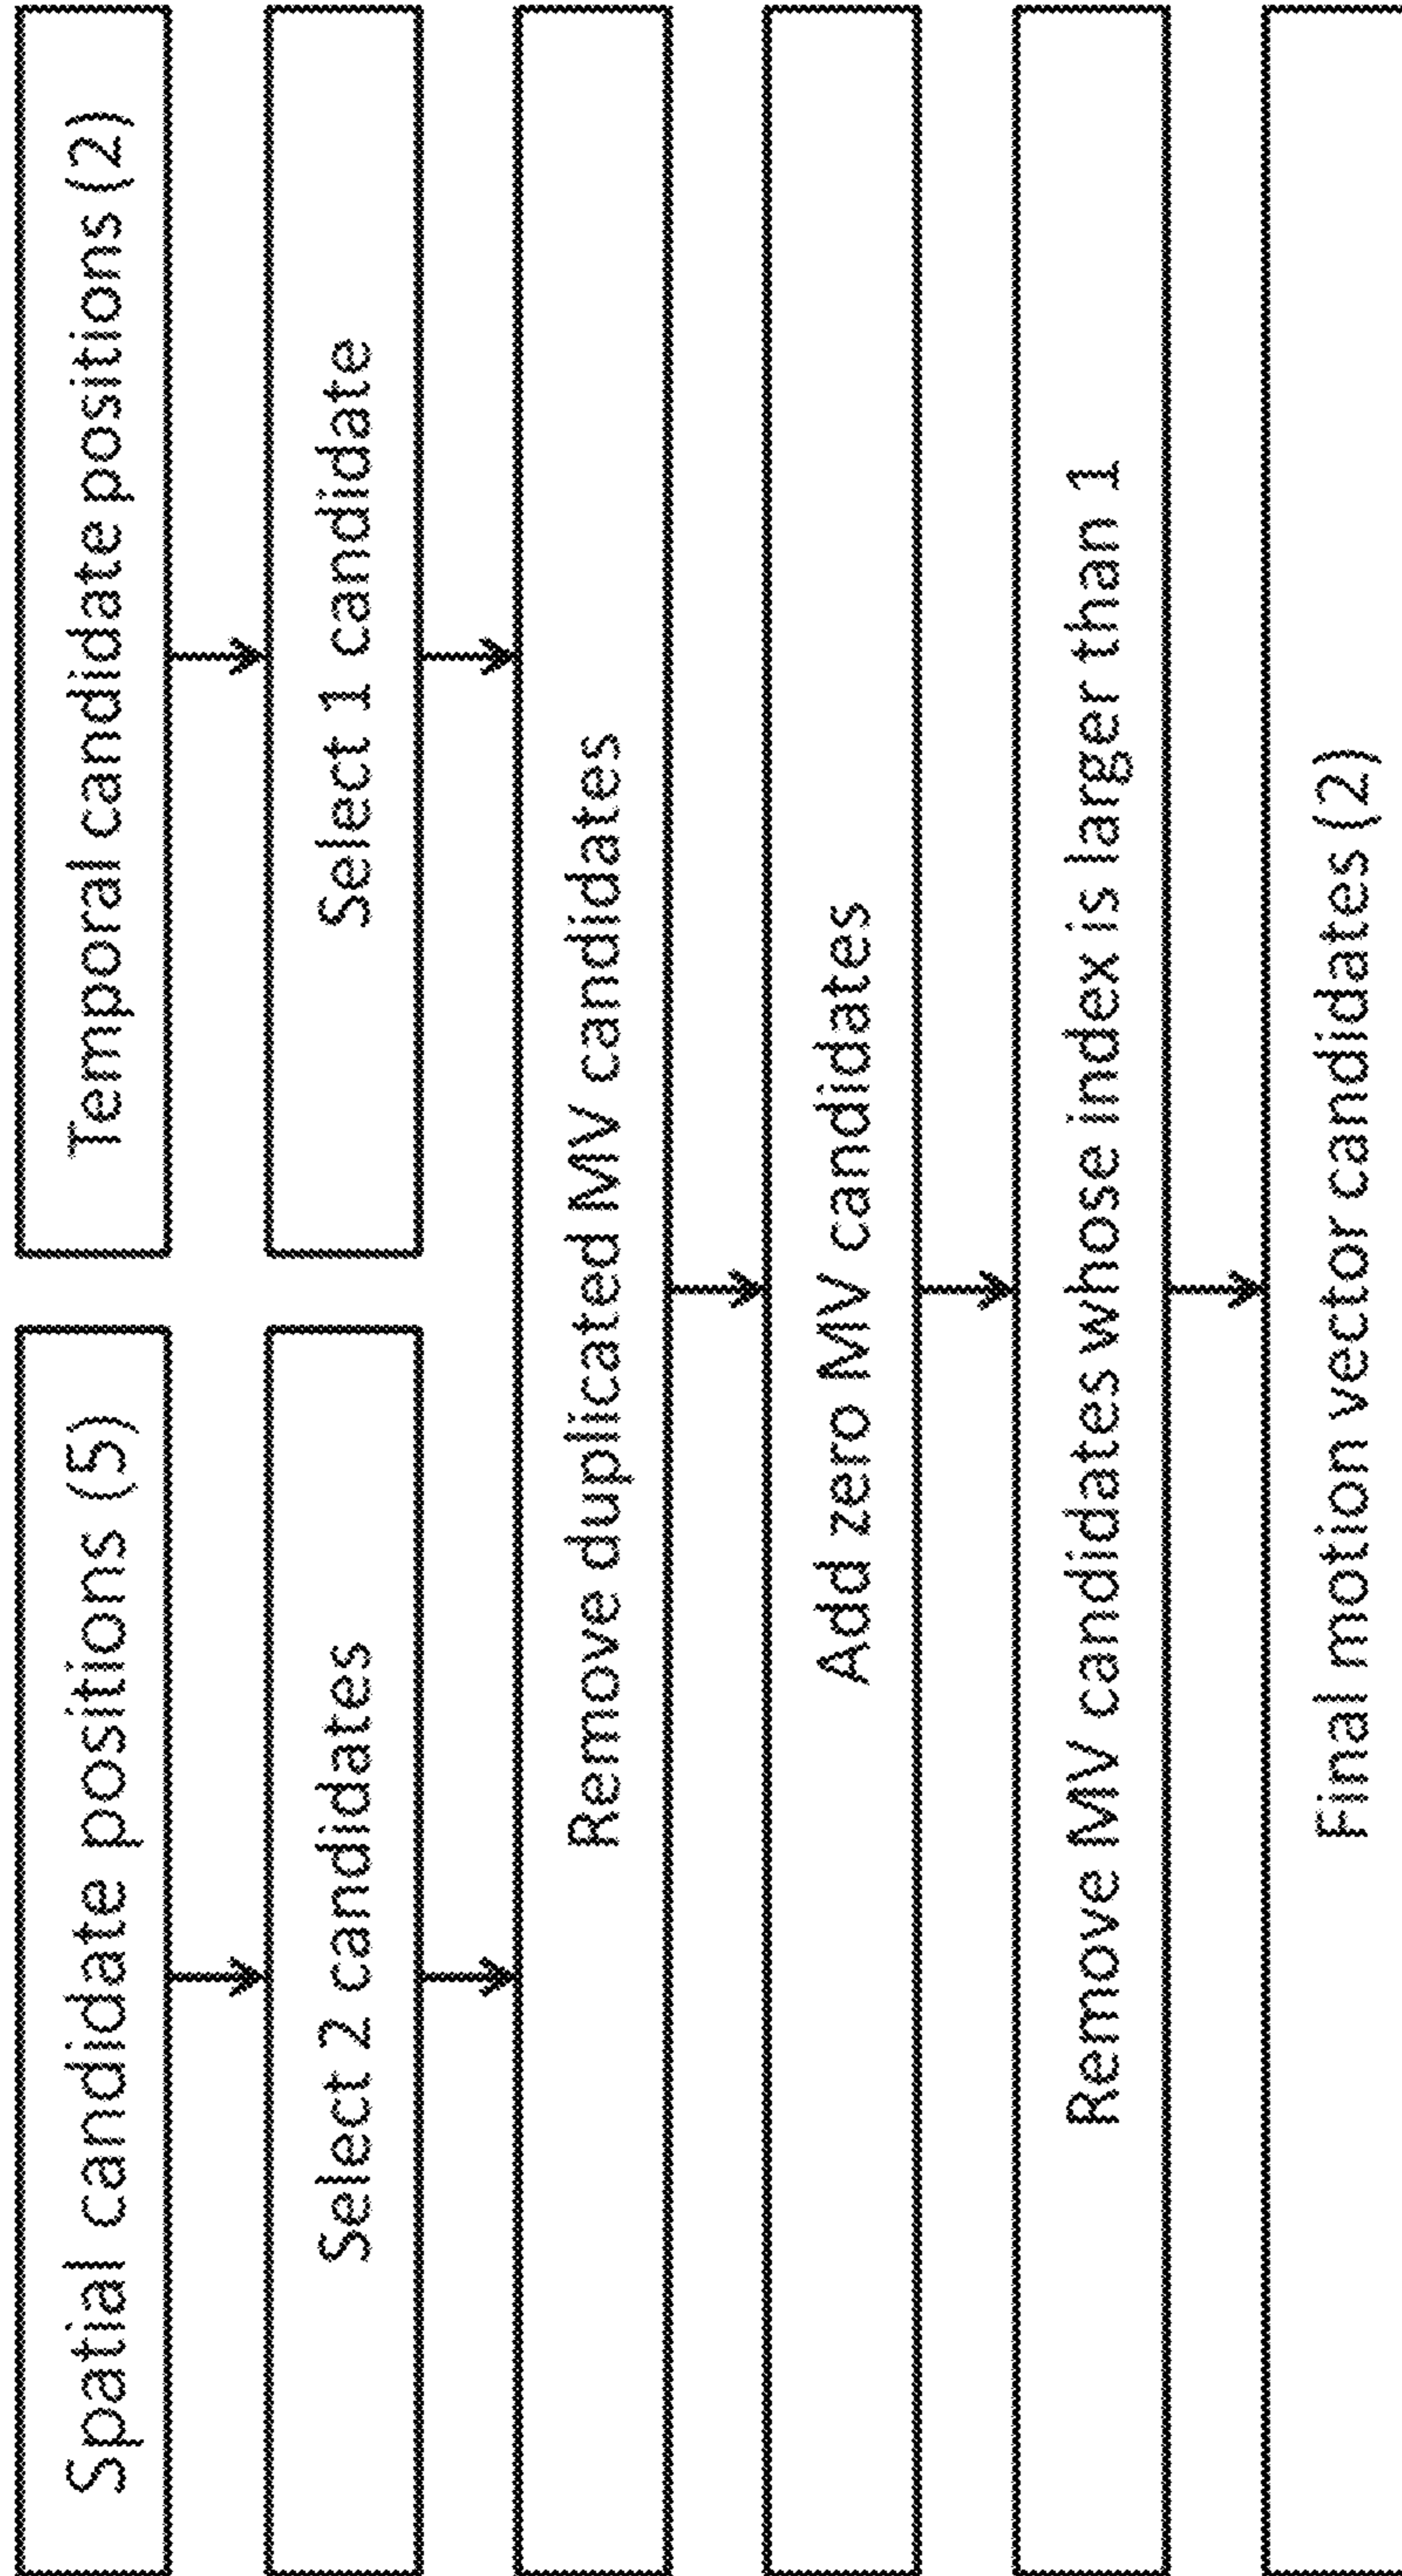 Spatial candidate positions (5)
Temporal candidate positions (2)
Select 2 candidates
Select 1 candidate
Remove duplicated MV candidates
Add zero MV candidates
Remove MV candidates whose index is larger than 1
Final motion vector candidates (2)